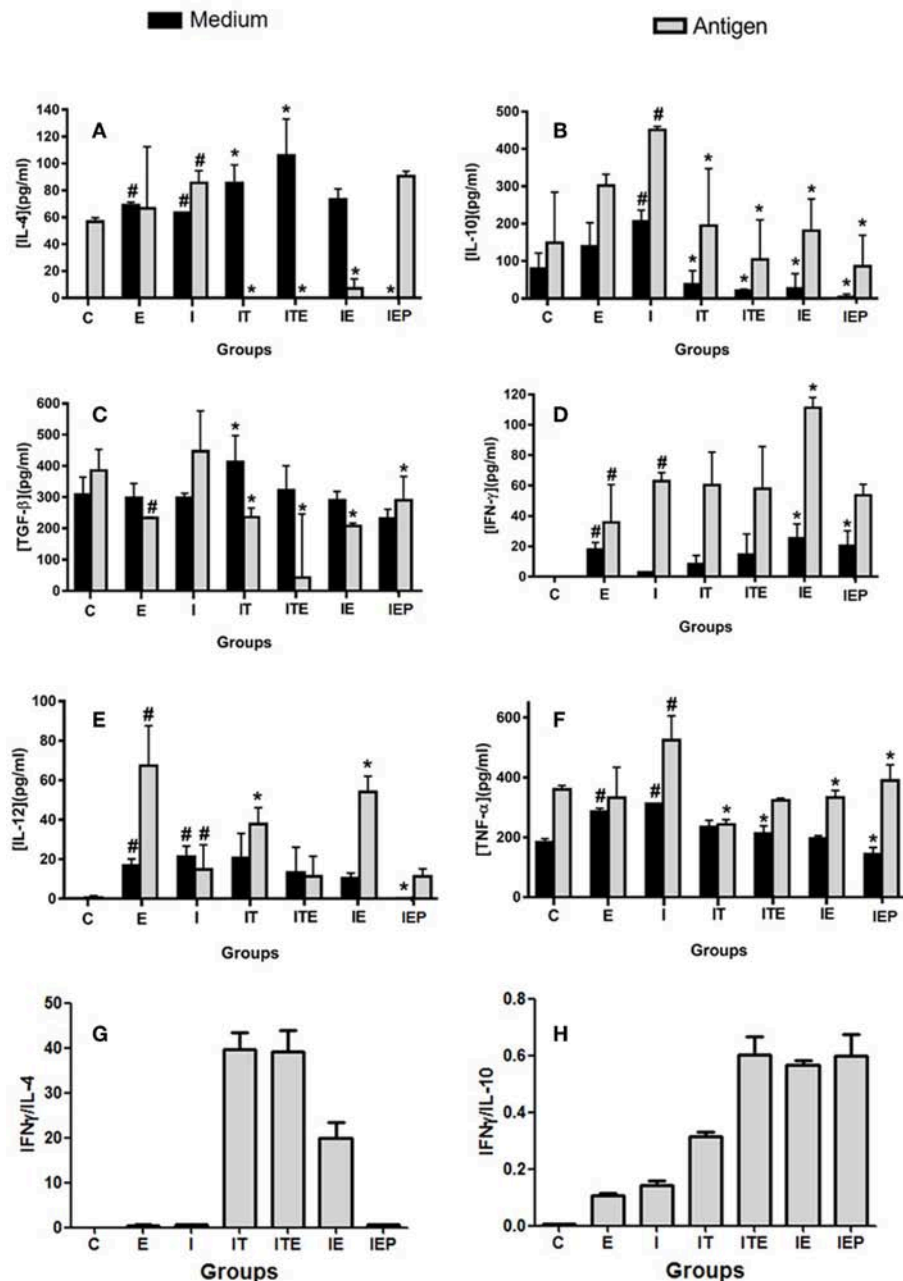 Medium
Antigen
A
[IL-4](pg/ml)
140
120
100
80
60
40
20
0
# # # * * * * * *
C E I IT ITE IE IEP
Groups
B
[IL-10](pg/ml)
500
400
300
200
100
0
# # * * * * * * * *
C E I IT ITE IE IEP
Groups
C
[TGF-β](pg/ml)
600
500
400
300
200
100
0
# * * * * *
C E I IT ITE IE IEP
Groups
D
[IFN-γ](pg/ml)
120
100
80
60
40
20
0
# # # * * *
C E I IT ITE IE IEP
Groups
E
[IL-12](pg/ml)
100
80
60
40
20
0
# # # # * * *
C E I IT ITE IE IEP
Groups
F
[TNF-α](pg/ml)
600
400
200
0
# # # * * * * *
C E I IT ITE IE IEP
Groups
G
IFNγ/IL-4
50
40
30
20
10
0
C E I IT ITE IE IEP
Groups
H
IFNγ/IL-10
0.8
0.6
0.4
0.2
0.0
C E I IT ITE IE IEP
Groups